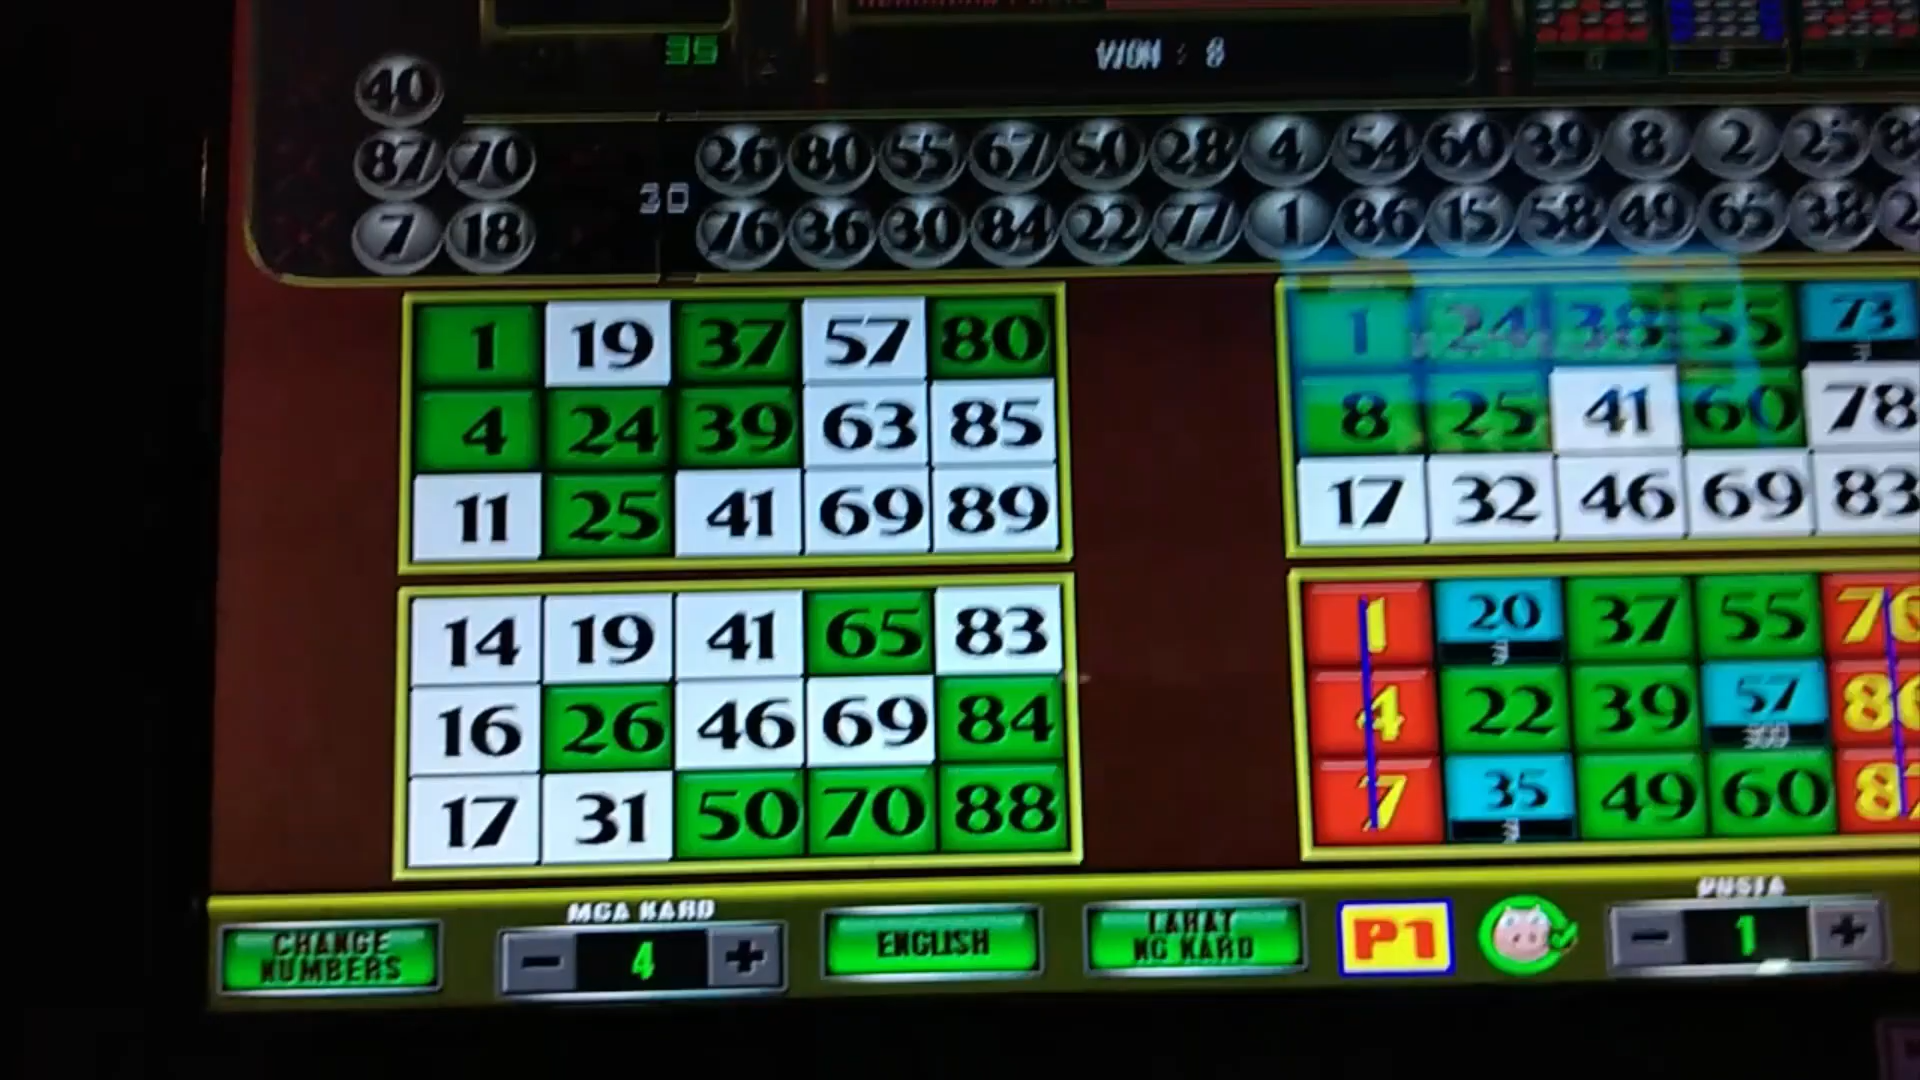 35
WON : 8
40
87 70
7 18
30
26 80 55 67 50 28 4 54 60 39 8 2 25
76 36 30 84 22 77 1 86 15 58 49 65 38
1 19 37 57 80
4 24 39 63 85
11 25 41 69 89
1 24 38 55 73
8 25 41 60 78
17 32 46 69 83
14 19 41 65 83
16 26 46 69 84
17 31 50 70 88
1 20 37 55 76
4 22 39 57 86
7 35 49 60 87
CHANGE
NUMBERS
MGA KARD
4
ENGLISH
LAHAT
NG KARD
P1
PUSTA
1